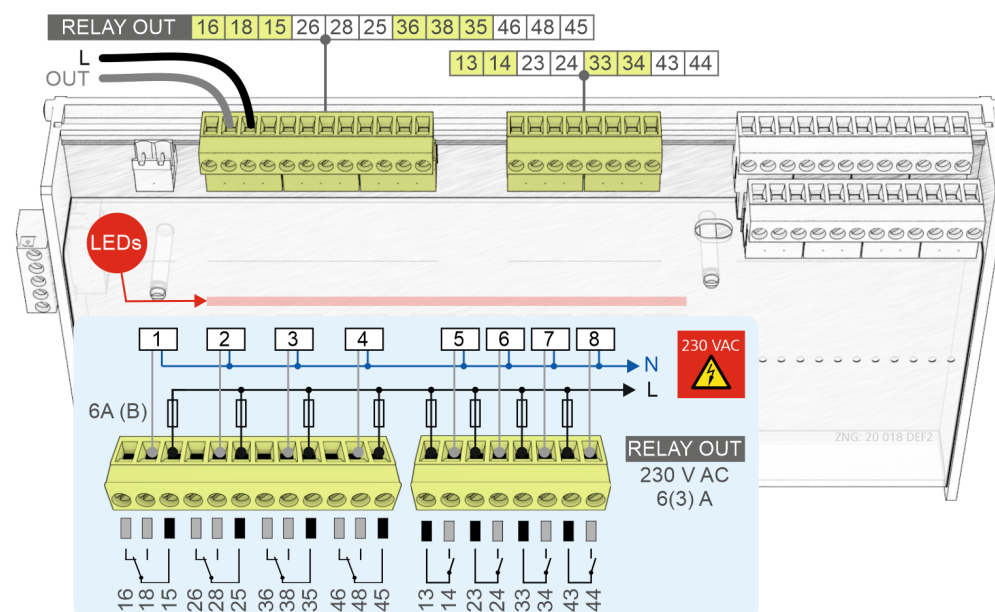 RELAY OUT 16 18 15 26 28 25 36 38 35 46 48 45
13 14 23 24 33 34 43 44
L
OUT
LEDs
1 2 3 4 5 6 7 8
230 VAC
N
L
6A (B)
ZNG: 20 018 DEF2
RELAY OUT
230 V AC
6(3) A
16 18 15 26 28 25 36 38 35 46 48 45 13 14 23 24 33 34 43 44